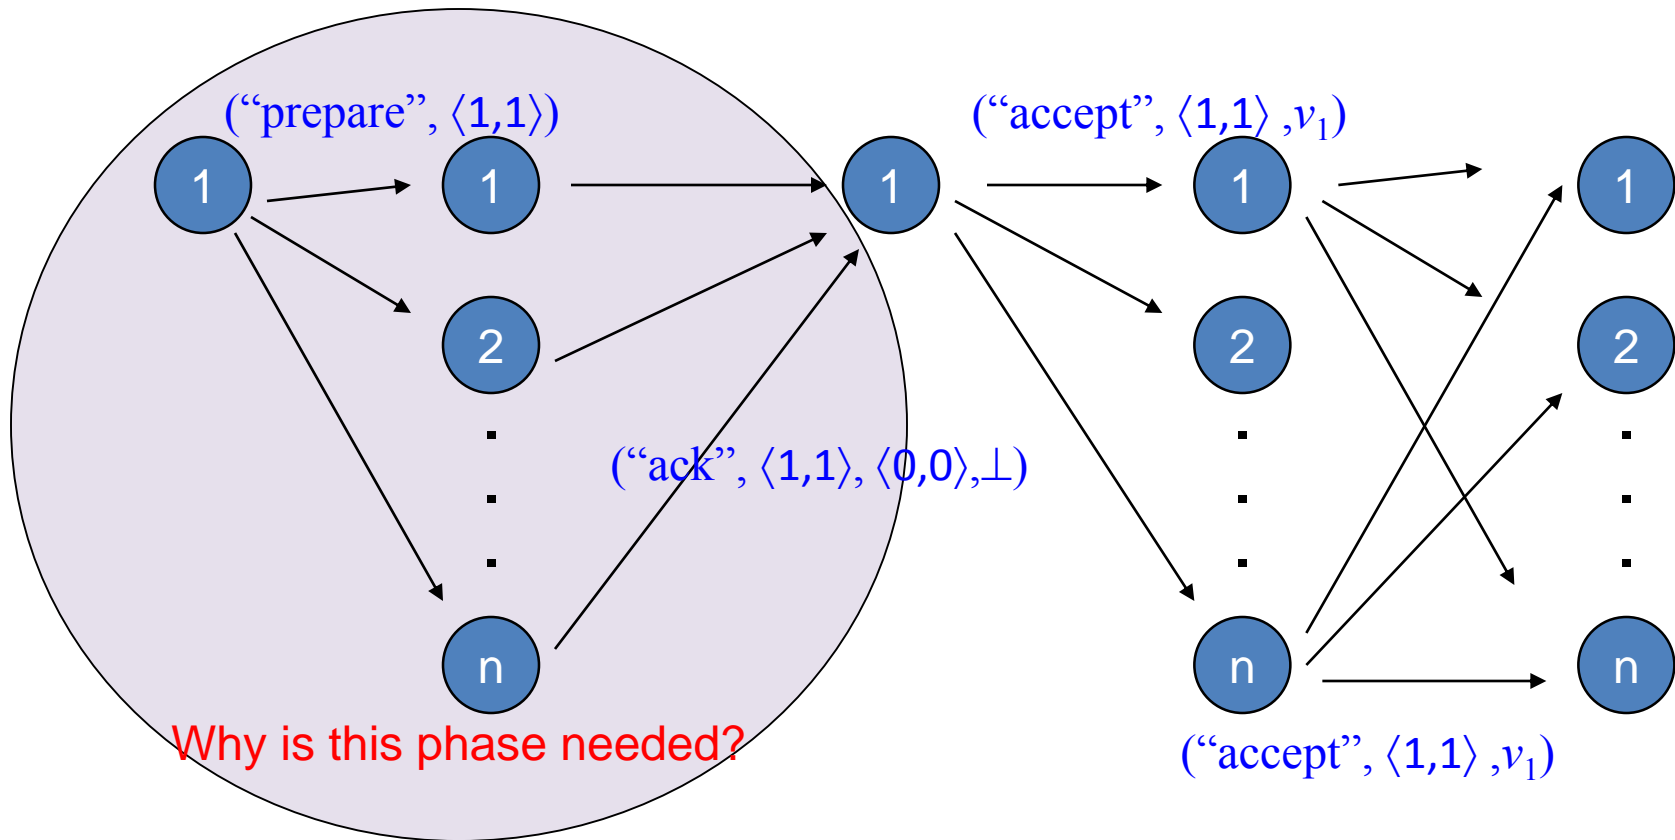 (“prepare”, ⟨1,1⟩)
(“accept”, ⟨1,1⟩ ,v₁)
1
1
1
1
1
2
2
2
(“ack”, ⟨1,1⟩, ⟨0,0⟩,⊥)
n
n
n
Why is this phase needed?
(“accept”, ⟨1,1⟩ ,v₁)